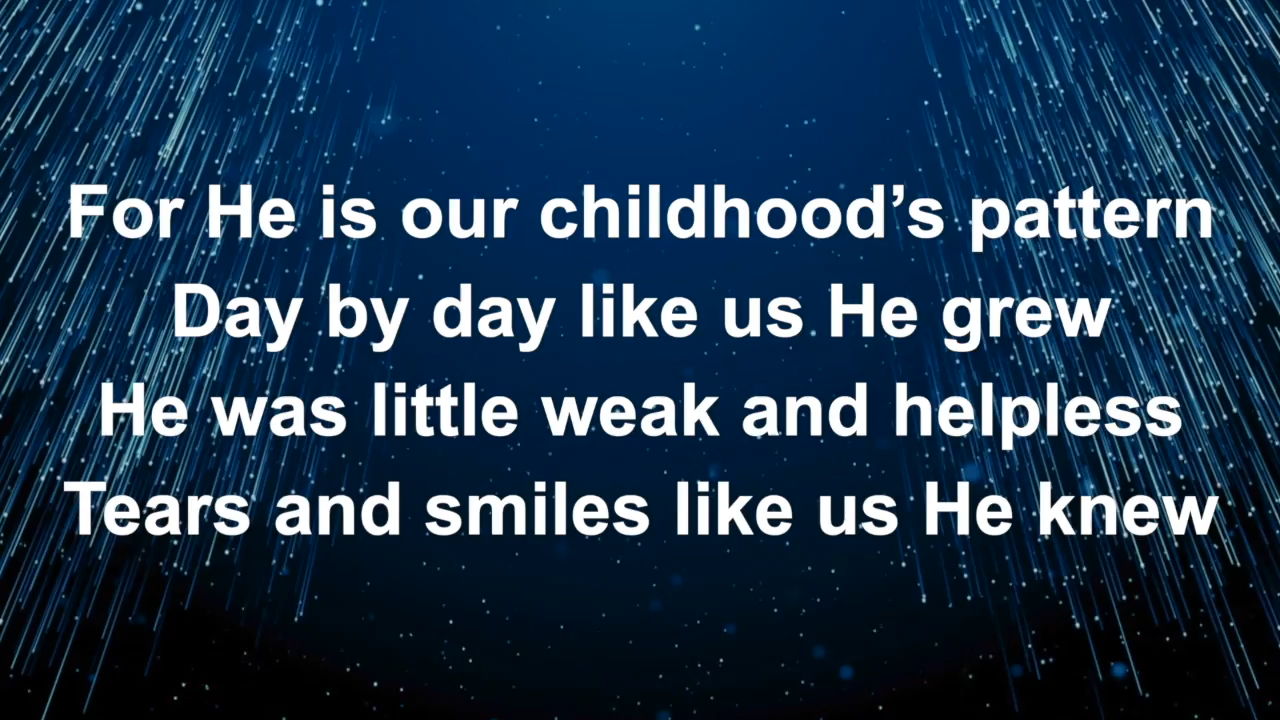 For He is our childhood’s pattern
Day by day like us He grew
He was little weak and helpless
Tears and smiles like us He knew